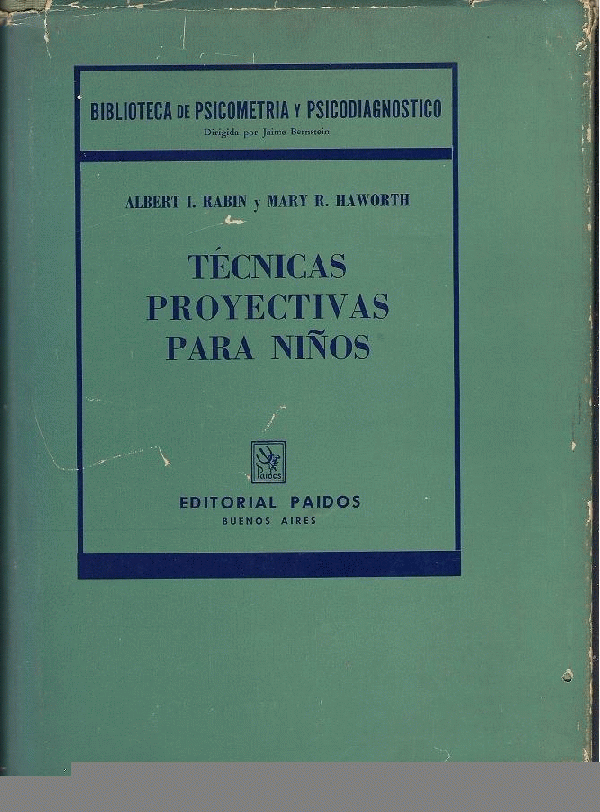 BIBLIOTECA DE PSICOMETRIA Y PSICODIAGNOSTICO
Dirigida por Jaime Bernstein
ALBERT I. RABIN y MARY R. HAWORTH
TÉCNICAS
PROYECTIVAS
PARA NIÑOS
Paidos
EDITORIAL PAIDOS
BUENOS AIRES